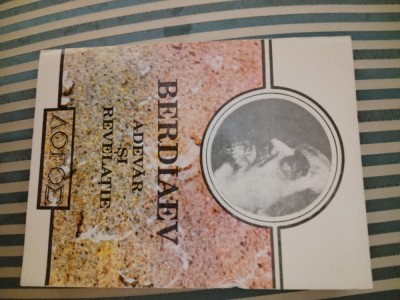 BERDIAEV
ADEVĂR
ŞI
REVELAŢIE
ΛΟΓΟΣ